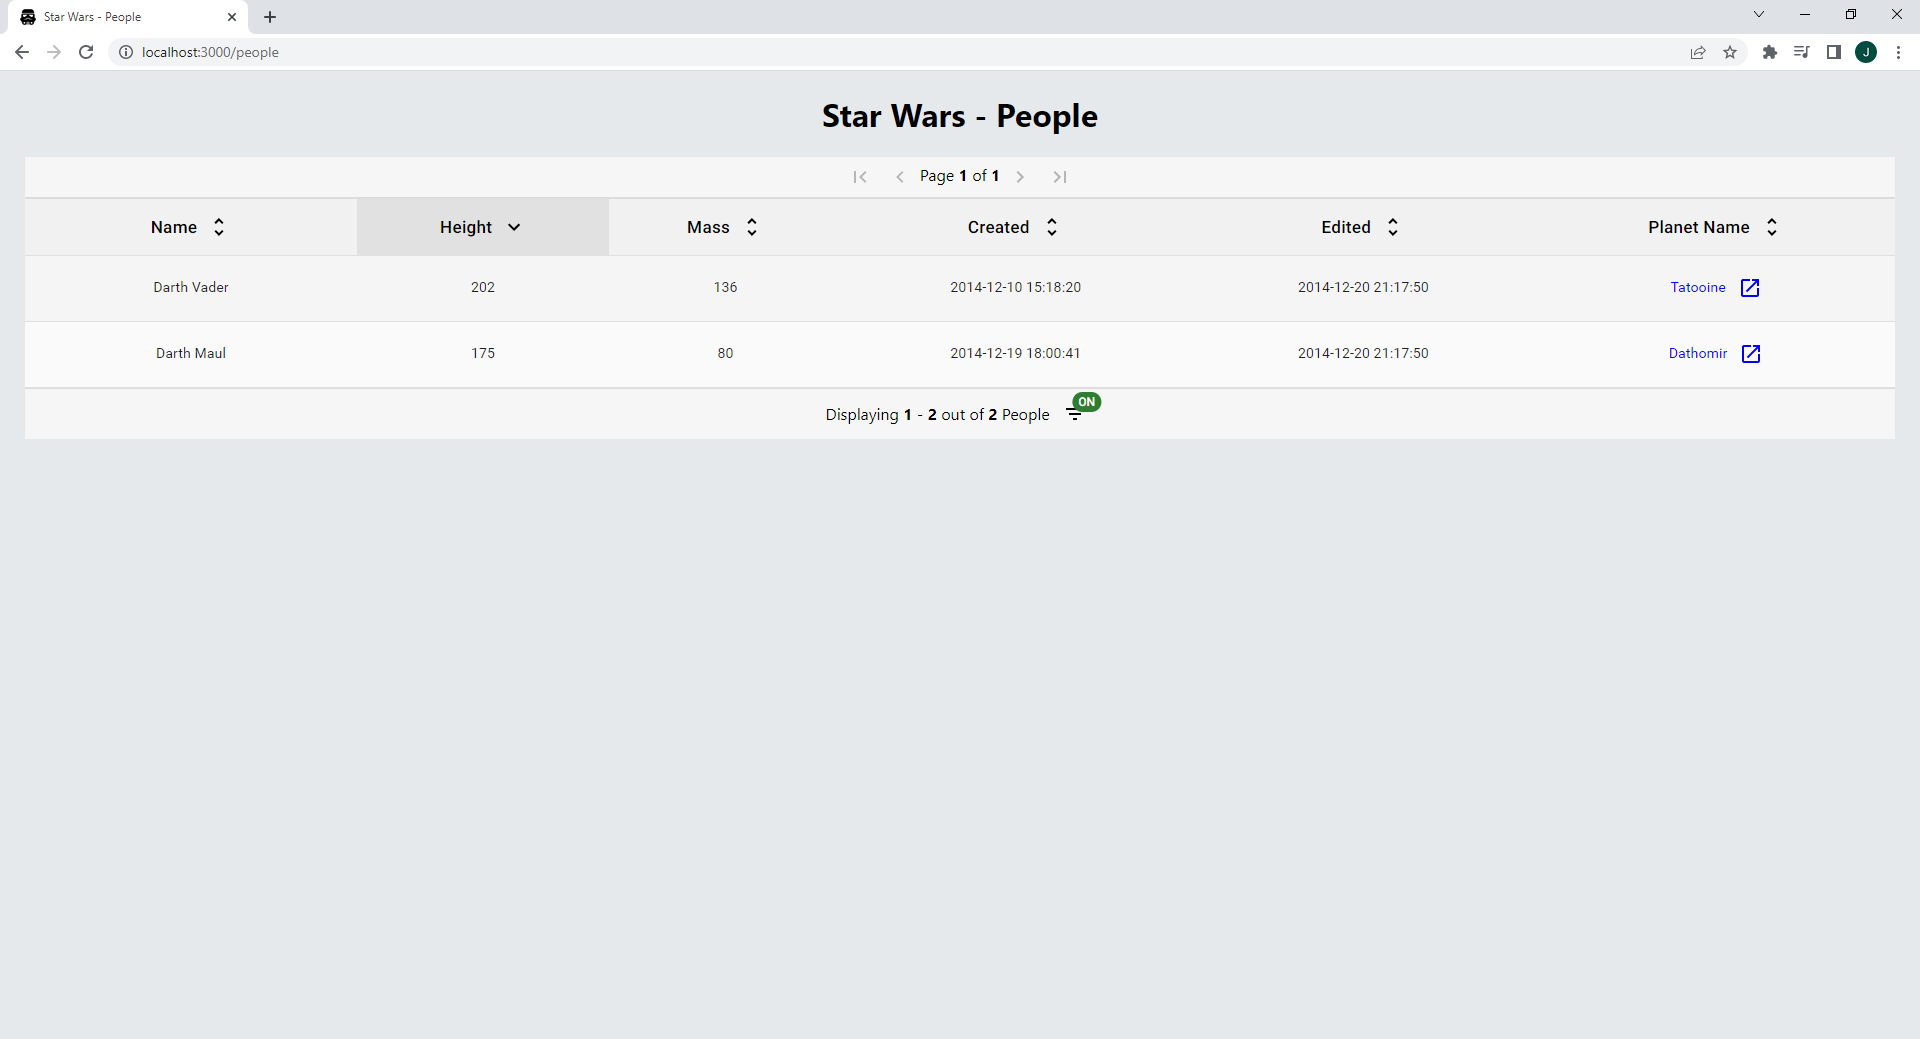 Star Wars - People
localhost:3000/people
J
Star Wars - People
Page 1 of 1
Name Height Mass Created Edited Planet Name
Darth Vader 202 136 2014-12-10 15:18:20 2014-12-20 21:17:50 Tatooine
Darth Maul 175 80 2014-12-19 18:00:41 2014-12-20 21:17:50 Dathomir
Displaying 1 - 2 out of 2 People ON